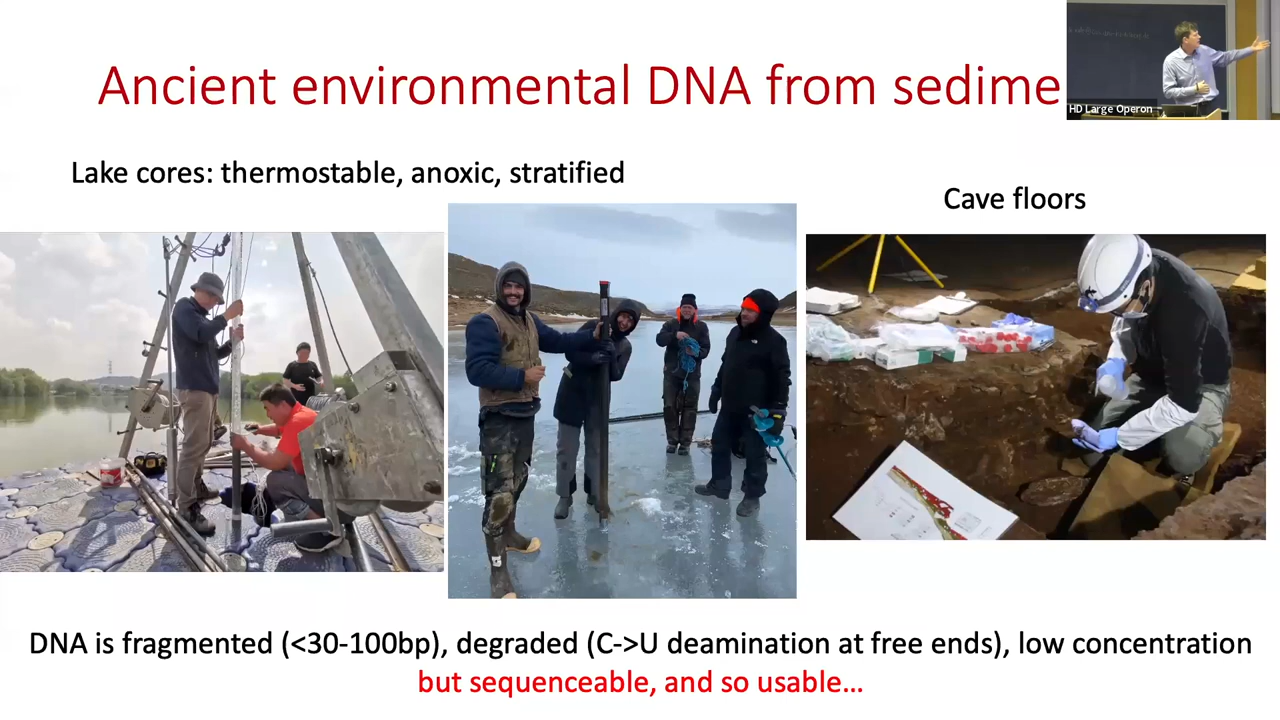 Ancient environmental DNA from sedime
HD Large Operon
Lake cores: thermostable, anoxic, stratified
Cave floors
DNA is fragmented (<30-100bp), degraded (C->U deamination at free ends), low concentration
but sequenceable, and so usable…